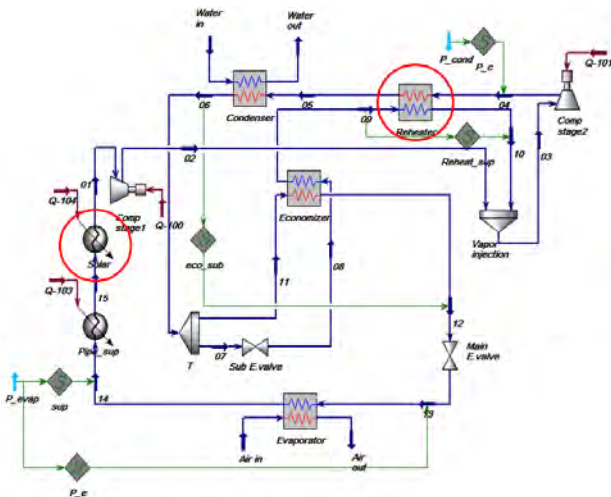 Water
in
Water
out
P_cond
P_c
Q-101
06
Condenser
05
09
Reheater
04
Comp
stage2
02
Reheat_sup
10
03
01
Q-104
Comp
stage1
Q-100
Economizer
Vapor
injection
Solar
eco_sub
11
08
15
Q-103
Pipe_sup
T
07
Sub E.valve
12
Main
E.valve
P_evap
sup
14
13
Evaporator
Air in
Air
out
P_e